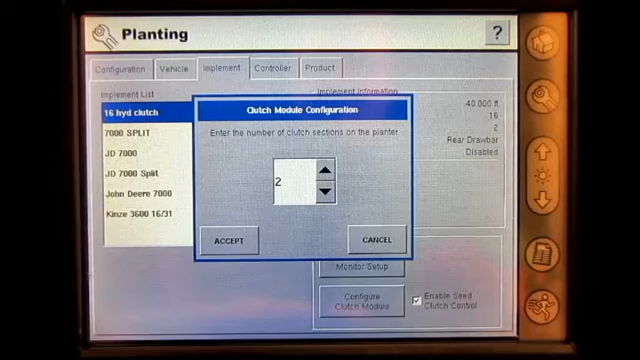 Planting
?
Configuration
Vehicle
Implement
Controller
Product
Implement List
Implement Information
16 hyd clutch
7000 SPLIT
JD 7000
JD 7000 Split
John Deere 7000
Kinze 3600 16/31
40.000 ft
16
2
Rear Drawbar
Disabled
Clutch Module Configuration
Enter the number of clutch sections on the planter
2
ACCEPT
CANCEL
Monitor Setup
Configure
Clutch Module
Enable Seed
Clutch Control